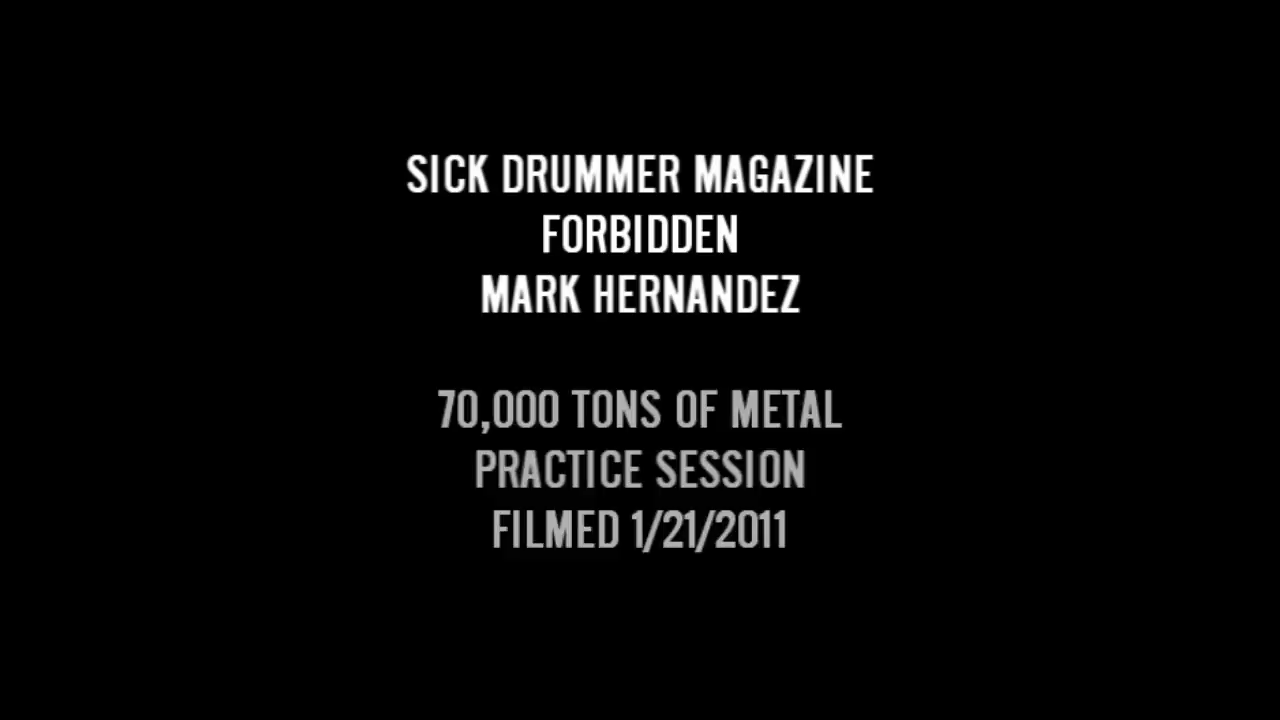 SICK DRUMMER MAGAZINE
FORBIDDEN
MARK HERNANDEZ
70,000 TONS OF METAL
PRACTICE SESSION
FILMED 1/21/2011